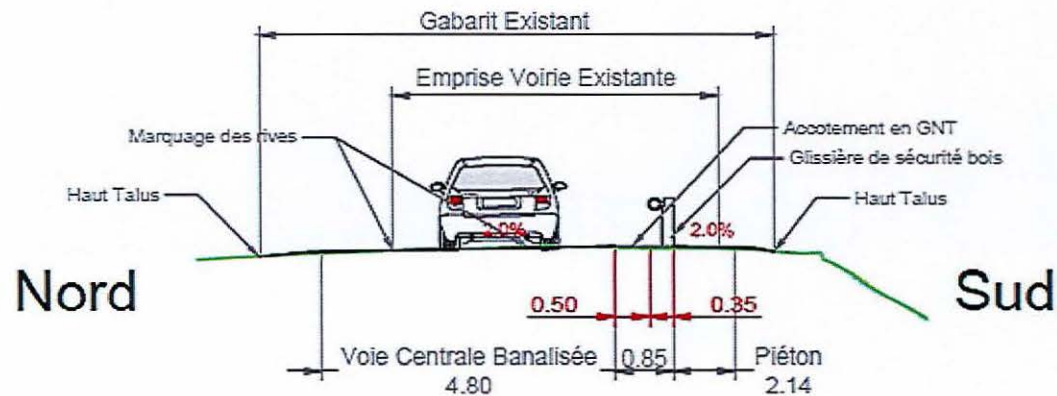 Gabarit Existant
Emprise Voirie Existante
Marquage des rives
Accotement en GNT
Glissière de sécurité bois
Haut Talus
Haut Talus
2.0%
Nord
Sud
0.50
0.35
Voie Centrale Banalisée
0.85
Piéton
4.80
2.14